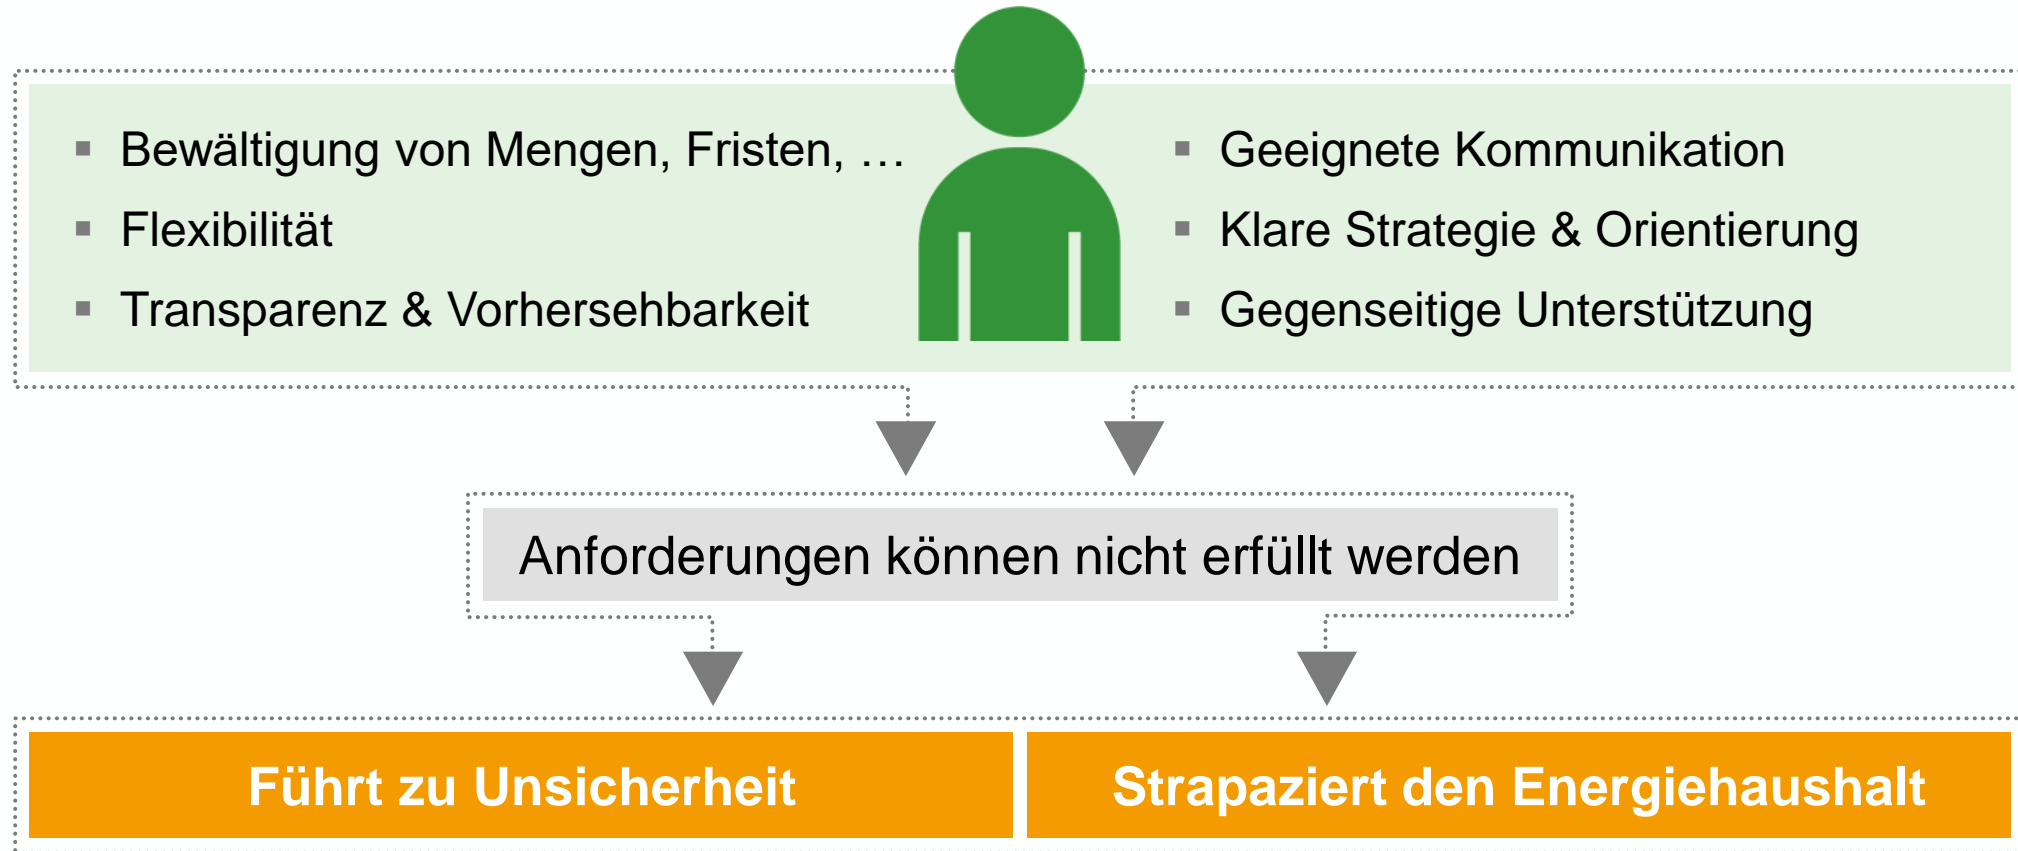 Bewältigung von Mengen, Fristen, …
Flexibilität
Transparenz & Vorhersehbarkeit
Geeignete Kommunikation
Klare Strategie & Orientierung
Gegenseitige Unterstützung
Anforderungen können nicht erfüllt werden
Führt zu Unsicherheit
Strapaziert den Energiehaushalt